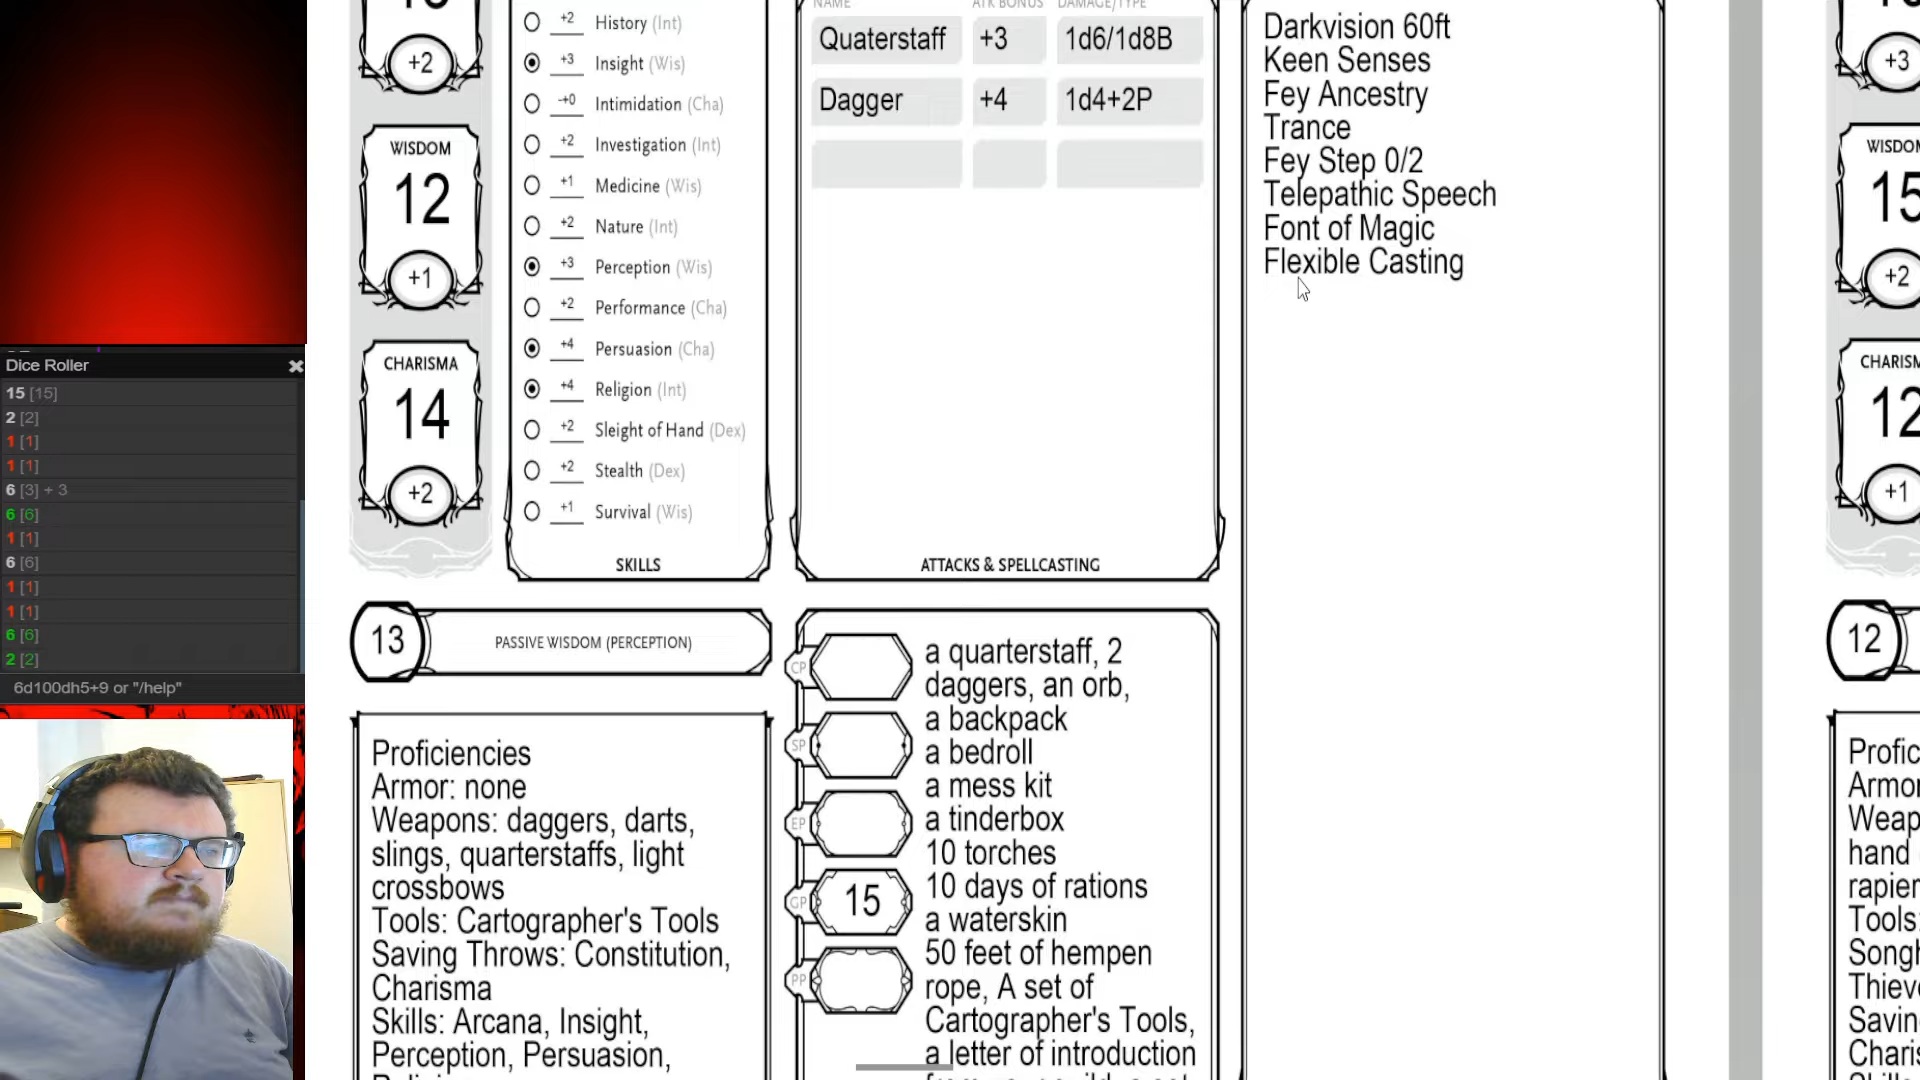 Dice Roller
15 [15]
2 [2]
1 [1]
1 [1]
6 [3] + 3
6 [6]
1 [1]
6 [6]
1 [1]
1 [1]
6 [6]
2 [2]
6d100dh5+9 or "/help"
+2
WISDOM
12
+1
CHARISMA
14
+2
+2 History (Int)
+3 Insight (Wis)
-+0 Intimidation (Cha)
+2 Investigation (Int)
+1 Medicine (Wis)
+2 Nature (Int)
+3 Perception (Wis)
+2 Performance (Cha)
+4 Persuasion (Cha)
+4 Religion (Int)
+2 Sleight of Hand (Dex)
+2 Stealth (Dex)
+1 Survival (Wis)
SKILLS
NAME ATK BONUS DAMAGE/TYPE
Quaterstaff +3 1d6/1d8B
Dagger +4 1d4+2P
ATTACKS & SPELLCASTING
Darkvision 60ft
Keen Senses
Fey Ancestry
Trance
Fey Step 0/2
Telepathic Speech
Font of Magic
Flexible Casting
13 PASSIVE WISDOM (PERCEPTION)
Proficiencies
Armor: none
Weapons: daggers, darts,
slings, quarterstaffs, light
crossbows
Tools: Cartographer's Tools
Saving Throws: Constitution,
Charisma
Skills: Arcana, Insight,
Perception, Persuasion,
CP
SP
EP
GP 15
PP
a quarterstaff, 2
daggers, an orb,
a backpack
a bedroll
a mess kit
a tinderbox
10 torches
10 days of rations
a waterskin
50 feet of hempen
rope, A set of
Cartographer's Tools,
a letter of introduction
+3
WISDOM
15
+2
CHARISM
12
+1
12
Profic
Armor
Weap
hand
rapier
Tools:
Songh
Thieve
Saving
Charis